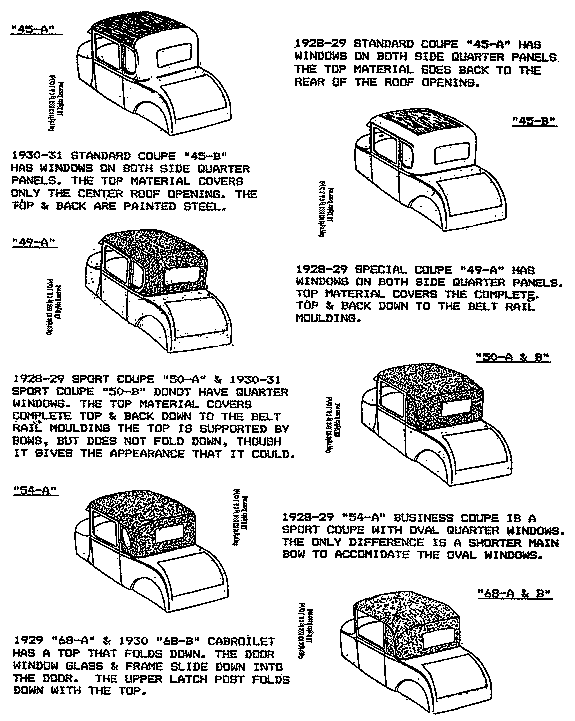 "45-A"
1928-29 STANDARD COUPE "45-A" HAS
WINDOWS ON BOTH SIDE QUARTER PANELS
THE TOP MATERIAL GOES BACK TO THE
REAR OF THE ROOF OPENING.
"45-B"
1930-31 STANDARD COUPE "45-B"
HAS WINDOWS ON BOTH SIDE QUARTER
PANELS. THE TOP MATERIAL COVERS
ONLY THE CENTER ROOF OPENING. THE
TOP & BACK ARE PAINTED STEEL.
"49-A"
1928-29 SPECIAL COUPE "49-A" HAS
WINDOWS ON BOTH SIDE QUARTER PANELS.
TOP MATERIAL COVERS THE COMPLETE
TOP & BACK DOWN TO THE BELT RAIL
MOULDING.
"50-A & B"
1928-29 SPORT COUPE "50-A" & 1930-31
SPORT COUPE "50-B" DONOT HAVE QUARTER
WINDOWS. THE TOP MATERIAL COVERS
COMPLETE TOP & BACK DOWN TO THE BELT
RAIL MOULDING THE TOP IS SUPPORTED BY
BOWS, BUT DOES NOT FOLD DOWN, THOUGH
IT GIVES THE APPEARANCE THAT IT COULD.
"54-A"
1928-29 "54-A" BUSINESS COUPE IS A
SPORT COUPE WITH OVAL QUARTER WINDOWS.
THE ONLY DIFFERENCE IS A SHORTER MAIN
BOW TO ACCOMIDATE THE OVAL WINDOWS.
"68-A & B"
1929 "68-A" & 1930 "68-B" CABROILET
HAS A TOP THAT FOLDS DOWN. THE DOOR
WINDOW GLASS & FRAME SLIDE DOWN INTO
THE DOOR. THE UPPER LATCH POST FOLDS
DOWN WITH THE TOP.